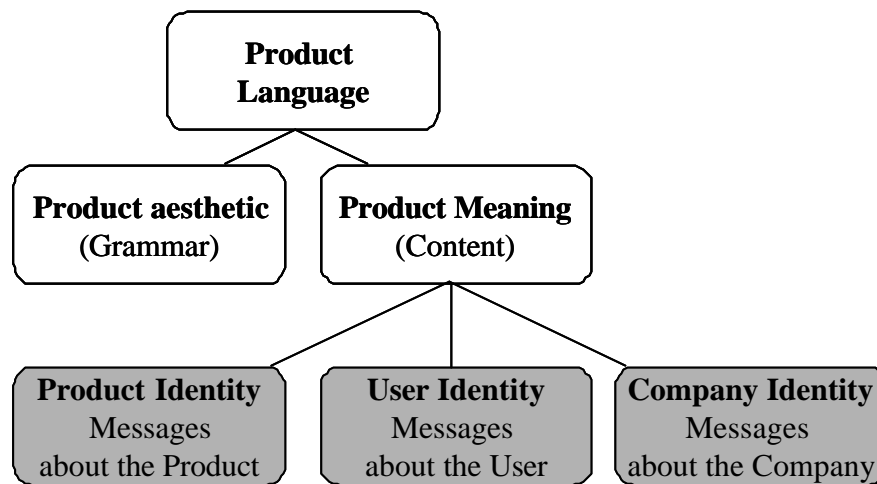 Product
Language
Product aesthetic
(Grammar)
Product Meaning
(Content)
Product Identity
Messages
about the Product
User Identity
Messages
about the User
Company Identity
Messages
about the Company